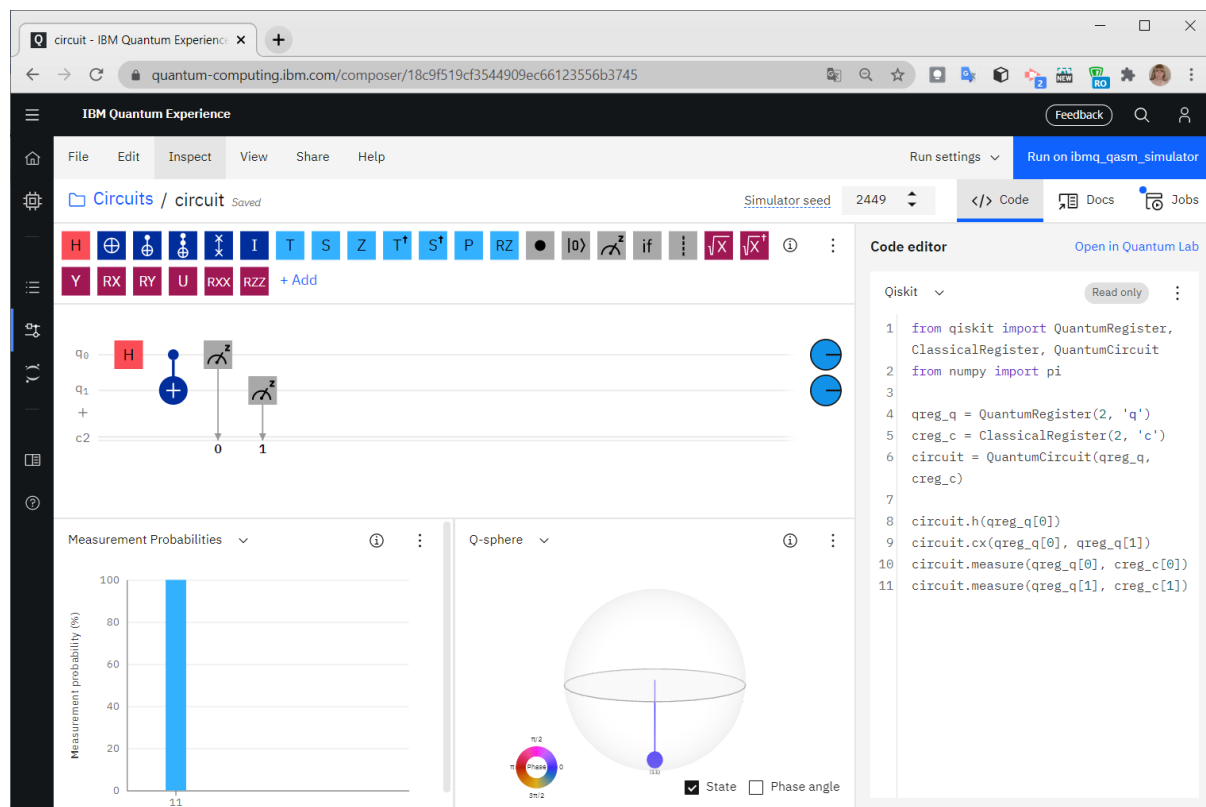 circuit - IBM Quantum Experience
quantum-computing.ibm.com/composer/18c9f519cf3544909ec66123556b3745
2
NEW
RO
IBM Quantum Experience
Feedback
File Edit Inspect View Share Help
Run settings
Run on ibmq_qasm_simulator
Circuits / circuit Saved
Simulator seed 2449
</> Code
Docs
Jobs
H T S Z T† S† P RZ |0⟩ z if √X √X†
I
Y RX RY U RXX RZZ + Add
q0 H z
q1 z
+
c2
0 1
Measurement Probabilities
100
80
60
40
20
0
Measurement probability (%)
11
Q-sphere
|11⟩
π/2
π Phase 0
3π/2
State Phase angle
Code editor
Open in Quantum Lab
Qiskit
Read only
1 from qiskit import QuantumRegister,
ClassicalRegister, QuantumCircuit
2 from numpy import pi
3
4 qreg_q = QuantumRegister(2, 'q')
5 creg_c = ClassicalRegister(2, 'c')
6 circuit = QuantumCircuit(qreg_q,
creg_c)
7
8 circuit.h(qreg_q[0])
9 circuit.cx(qreg_q[0], qreg_q[1])
10 circuit.measure(qreg_q[0], creg_c[0])
11 circuit.measure(qreg_q[1], creg_c[1])